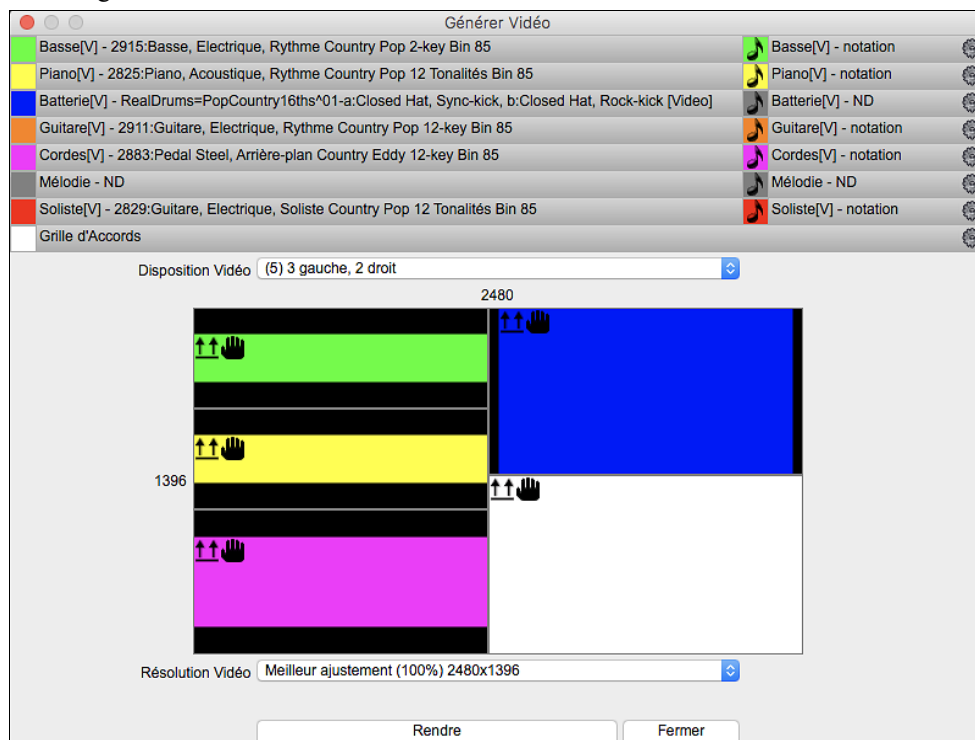 Générer Vidéo
Basse[V] - 2915:Basse, Electrique, Rythme Country Pop 2-key Bin 85 Basse[V] - notation
Piano[V] - 2825:Piano, Acoustique, Rythme Country Pop 12 Tonalités Bin 85 Piano[V] - notation
Batterie[V] - RealDrums=PopCountry16ths^01-a:Closed Hat, Sync-kick, b:Closed Hat, Rock-kick [Video] Batterie[V] - ND
Guitare[V] - 2911:Guitare, Electrique, Rythme Country Pop 12-key Bin 85 Guitare[V] - notation
Cordes[V] - 2883:Pedal Steel, Arrière-plan Country Eddy 12-key Bin 85 Cordes[V] - notation
Mélodie - ND Mélodie - ND
Soliste[V] - 2829:Guitare, Electrique, Soliste Country Pop 12 Tonalités Bin 85 Soliste[V] - notation
Grille d'Accords
Disposition Vidéo (5) 3 gauche, 2 droit
2480
1396
Résolution Vidéo Meilleur ajustement (100%) 2480x1396
Rendre Fermer